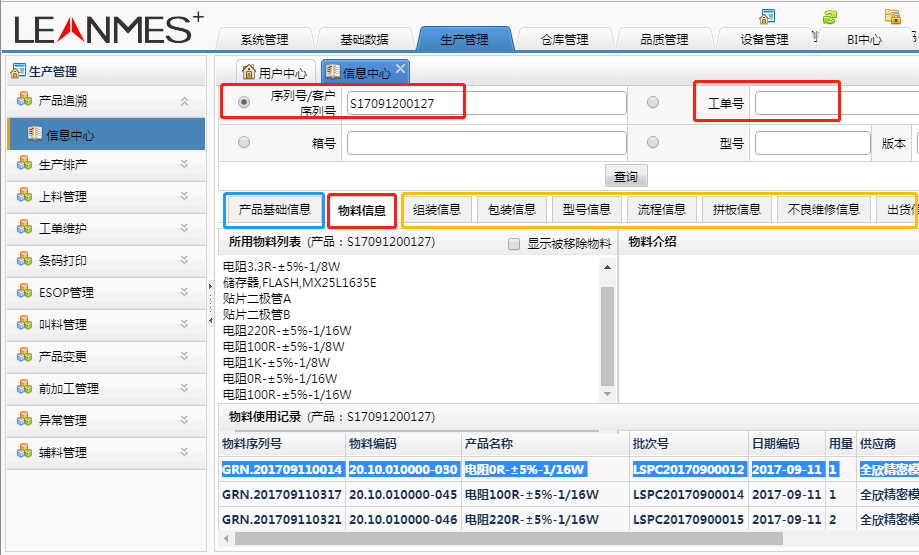 LEANMES+
系统管理 基础数据 生产管理 仓库管理 品质管理 设备管理 BI中心
生产管理
产品追溯
信息中心
生产排产
上料管理
工单维护
条码打印
ESOP管理
叫料管理
产品变更
前加工管理
异常管理
辅料管理
用户中心 信息中心
序列号/客户
序列号 S17091200127 工单号
箱号 型号 版本
查询
产品基础信息 物料信息 组装信息 包装信息 型号信息 流程信息 拼板信息 不良维修信息 出货
所用物料列表 (产品：S17091200127) 显示被移除物料 物料介绍
电阻3.3R-±5%-1/8W
储存器,FLASH,MX25L1635E
贴片二极管A
贴片二极管B
电阻220R-±5%-1/16W
电阻100R-±5%-1/8W
电阻1K-±5%-1/8W
电阻0R-±5%-1/16W
电阻100R-±5%-1/16W
物料使用记录 (产品：S17091200127)
物料序列号 物料编码 产品名称 批次号 日期编码 用量 供应商
GRN.201709110014 20.10.010000-030 电阻0R-±5%-1/16W LSPC20170900012 2017-09-11 1 全欣精密模
GRN.201709110317 20.10.010000-045 电阻100R-±5%-1/16W LSPC20170900014 2017-09-11 1 全欣精密模
GRN.201709110321 20.10.010000-046 电阻220R-±5%-1/16W LSPC20170900015 2017-09-11 2 全欣精密模